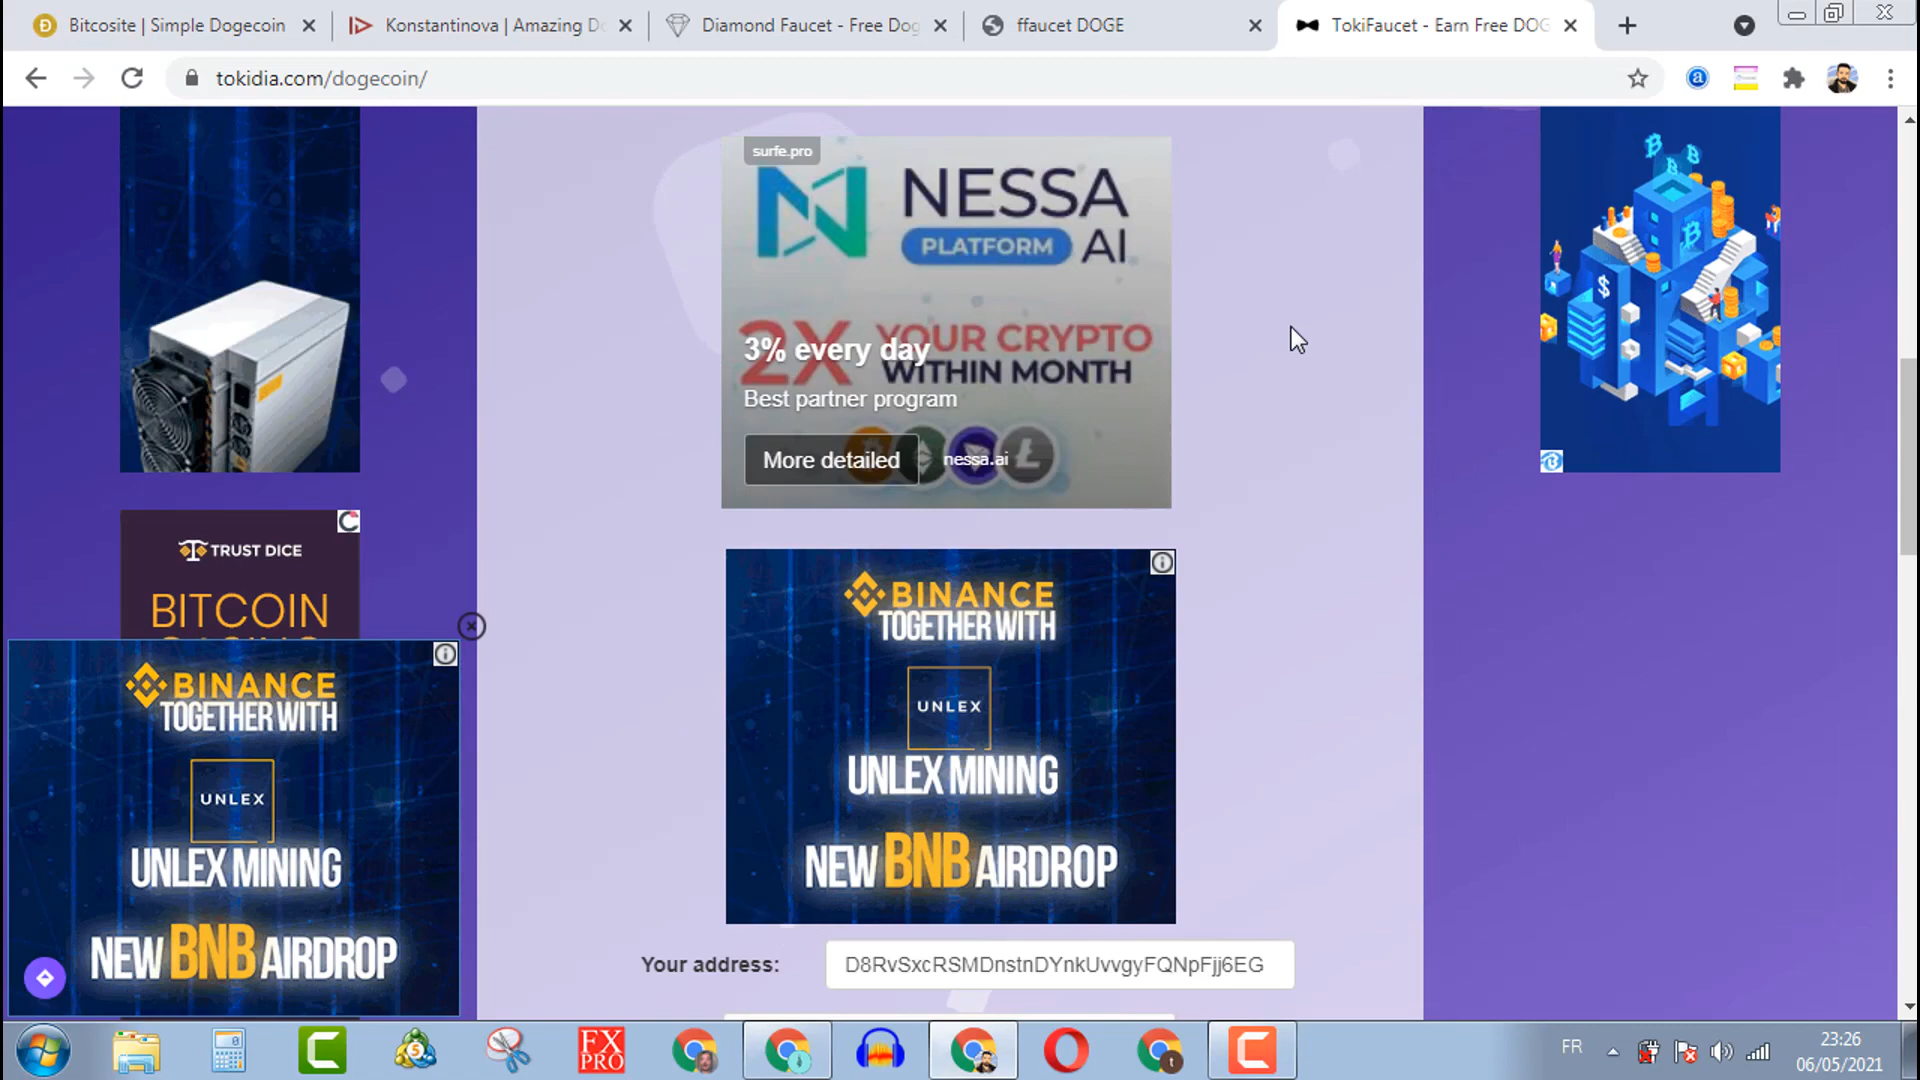 Bitcosite | Simple Dogecoin
Konstantinova | Amazing Do
Diamond Faucet - Free Dog
ffaucet DOGE
TokiFaucet - Earn Free DOG
tokidia.com/dogecoin/
surfe.pro
NESSA
PLATFORM AI
2X YOUR CRYPTO
WITHIN MONTH
3% every day
Best partner program
More detailed
nessa.ai
TRUST DICE
BITCOIN
BINANCE
TOGETHER WITH
UNLEX
UNLEX MINING
NEW BNB AIRDROP
BINANCE
TOGETHER WITH
UNLEX
UNLEX MINING
NEW BNB AIRDROP
Your address:
D8RvSxcRSMDnstnDYnkUvvgyFQNpFjj6EG
FX
PRO
FR
23:26
06/05/2021